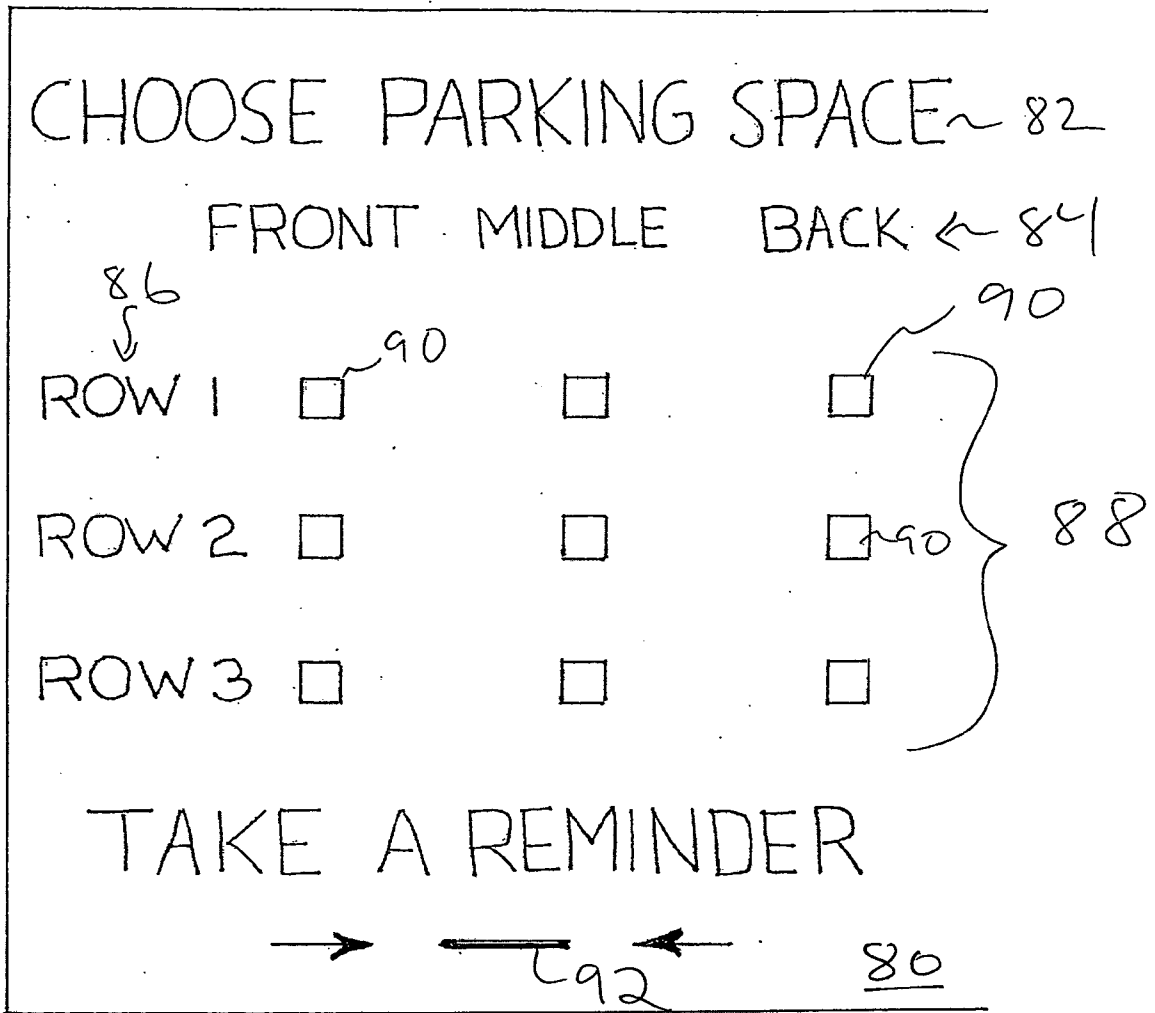 CHOOSE PARKING SPACE 82
FRONT MIDDLE BACK 84
86
90
90
ROW 1
ROW 2 90
88
ROW 3
TAKE A REMINDER
92
80